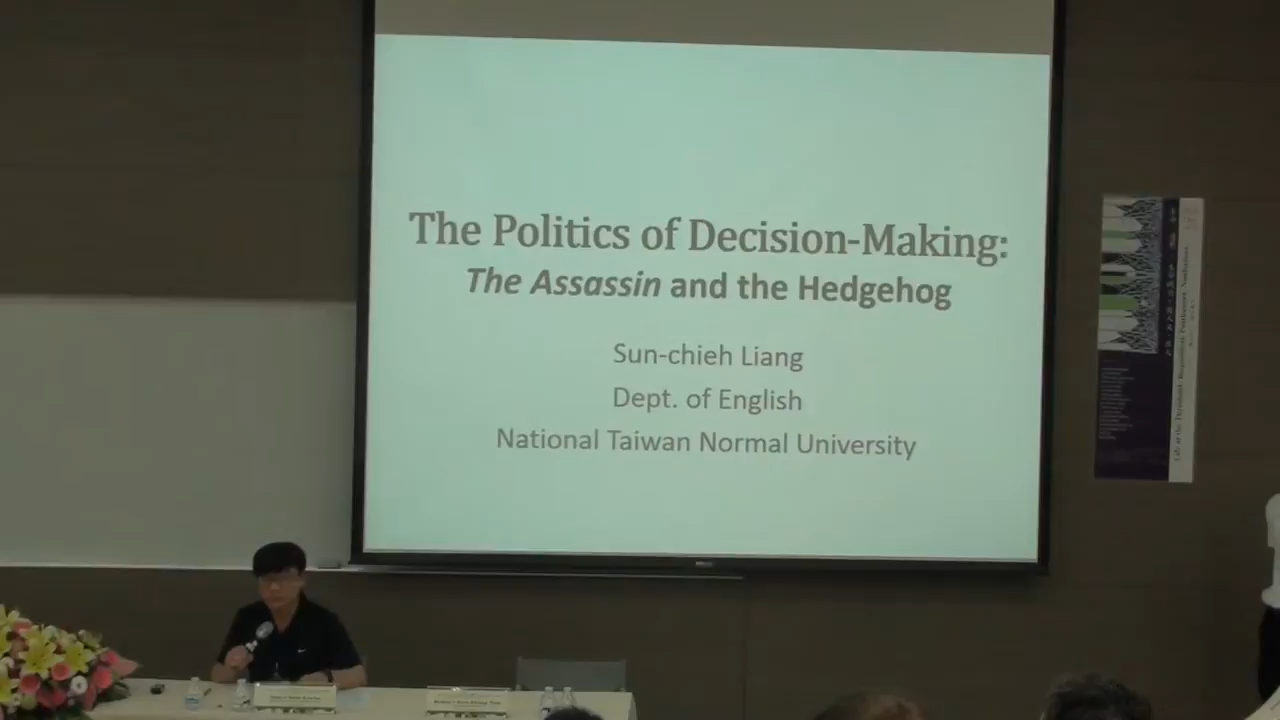 The Politics of Decision-Making:
The Assassin and the Hedgehog
Sun-chieh Liang
Dept. of English
National Taiwan Normal University